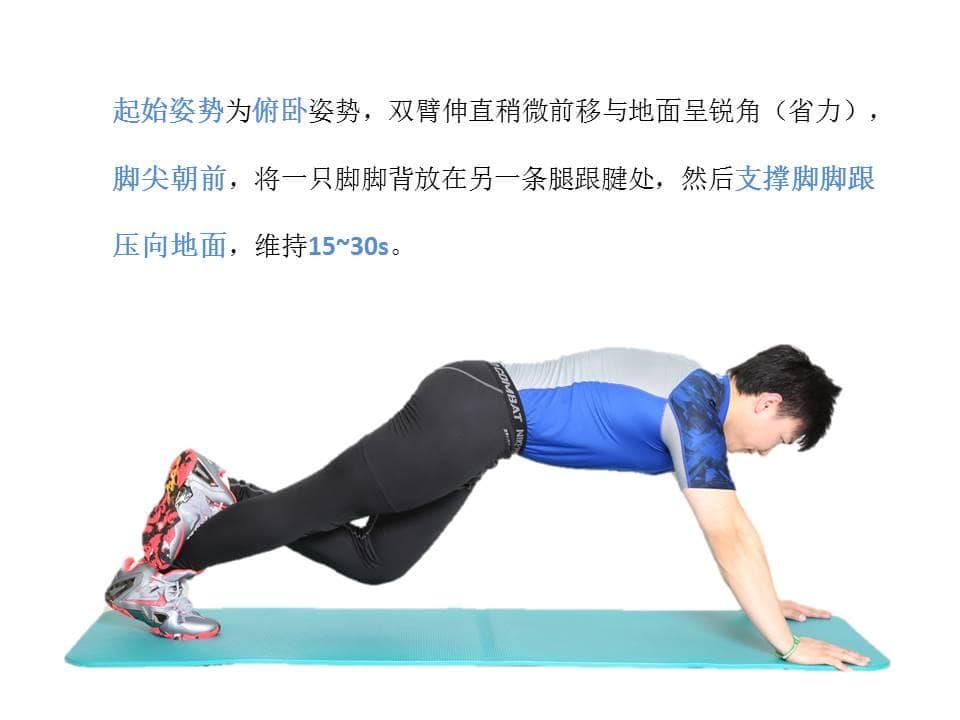 起始姿势为俯卧姿势，双臂伸直稍微前移与地面呈锐角（省力），
脚尖朝前，将一只脚脚背放在另一条腿跟腱处，然后支撑脚脚跟
压向地面，维持15~30s。
COMBAT